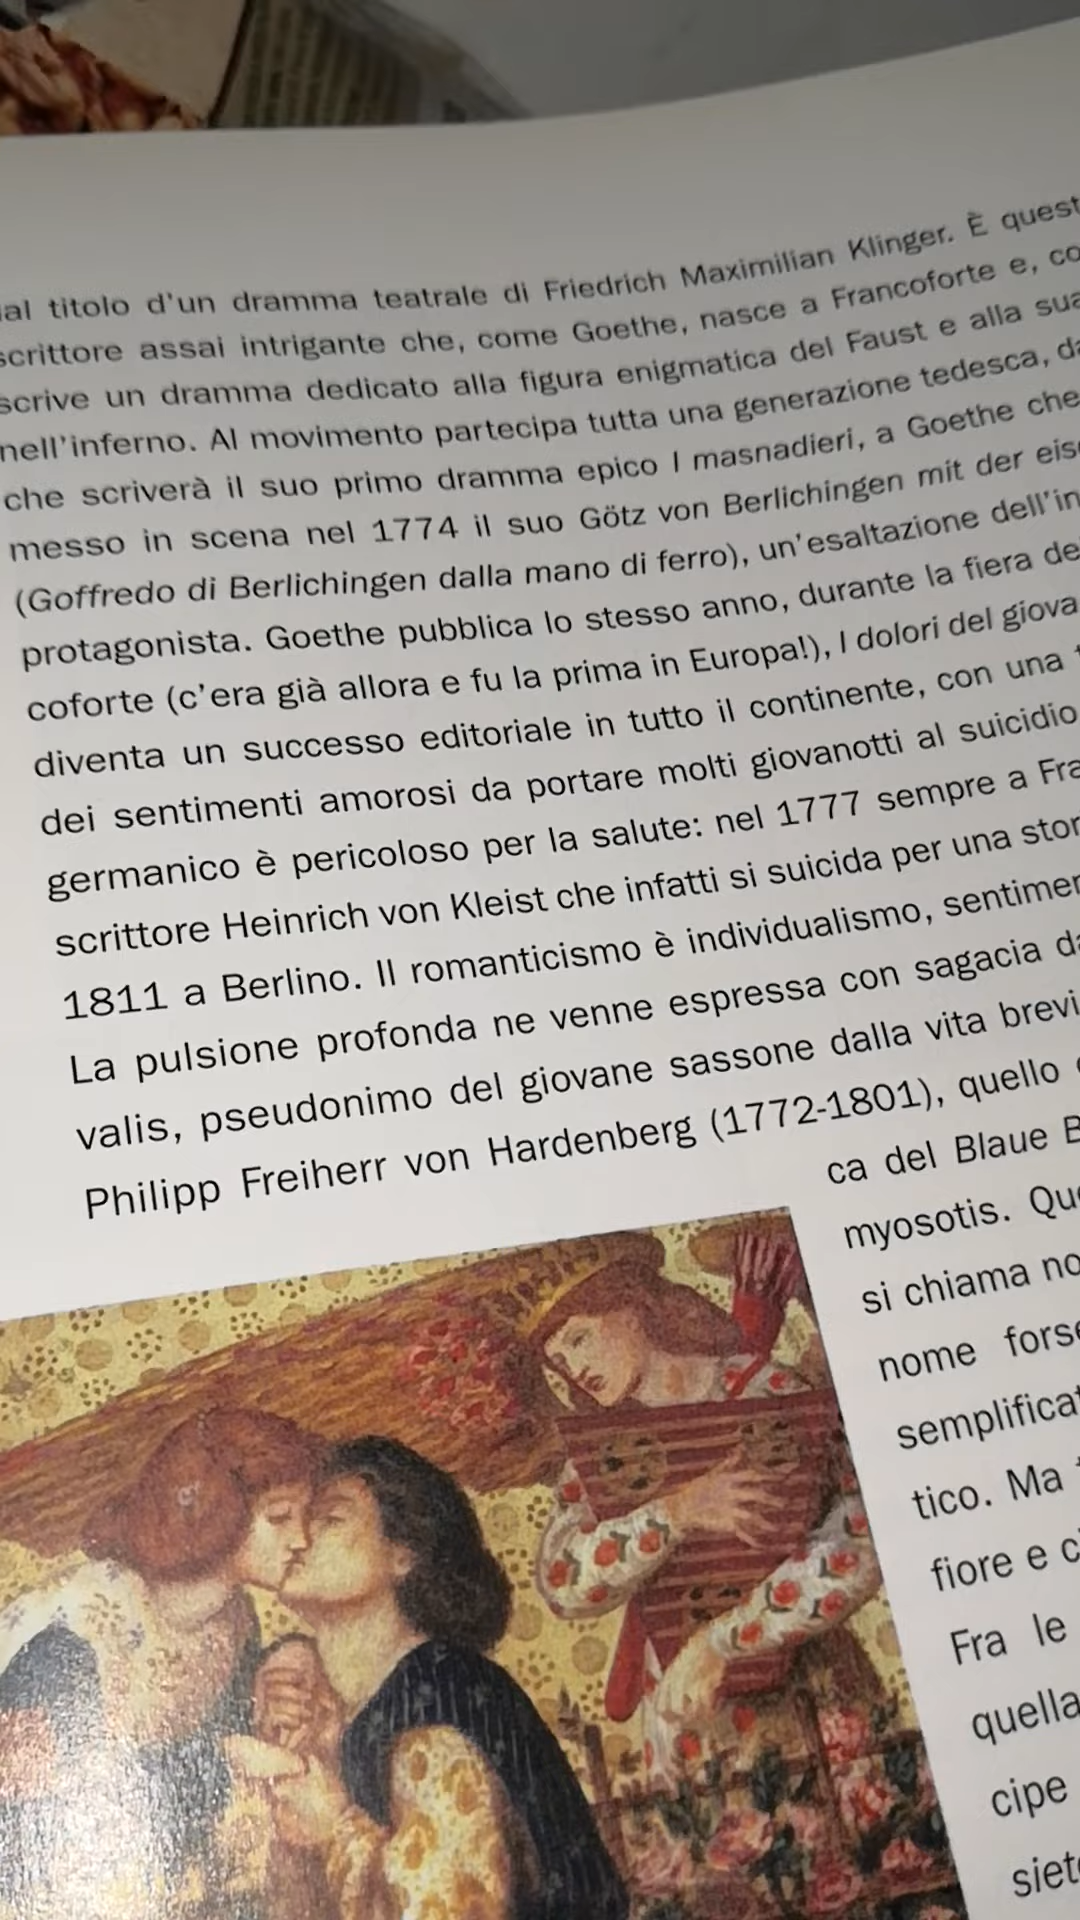 al titolo d'un dramma teatrale di Friedrich Maximilian Klinger. È quest
scrittore assai intrigante che, come Goethe, nasce a Francoforte e, co
scrive un dramma dedicato alla figura enigmatica del Faust e alla sua
nell'inferno. Al movimento partecipa tutta una generazione tedesca, da
che scriverà il suo primo dramma epico I masnadieri, a Goethe che
messo in scena nel 1774 il suo Götz von Berlichingen mit der eis
(Goffredo di Berlichingen dalla mano di ferro), un'esaltazione dell'in
protagonista. Goethe pubblica lo stesso anno, durante la fiera de
coforte (c'era già allora e fu la prima in Europa!), I dolori del giova
diventa un successo editoriale in tutto il continente, con una
dei sentimenti amorosi da portare molti giovanotti al suicidio
germanico è pericoloso per la salute: nel 1777 sempre a Fra
scrittore Heinrich von Kleist che infatti si suicida per una stor
1811 a Berlino. Il romanticismo è individualismo, sentimen
La pulsione profonda ne venne espressa con sagacia da
valis, pseudonimo del giovane sassone dalla vita brevi
Philipp Freiherr von Hardenberg (1772-1801), quello
ca del Blaue B
myosotis. Qu
si chiama no
nome forse
semplificat
tico. Ma
fiore e c
Fra le
quella
cipe
siet